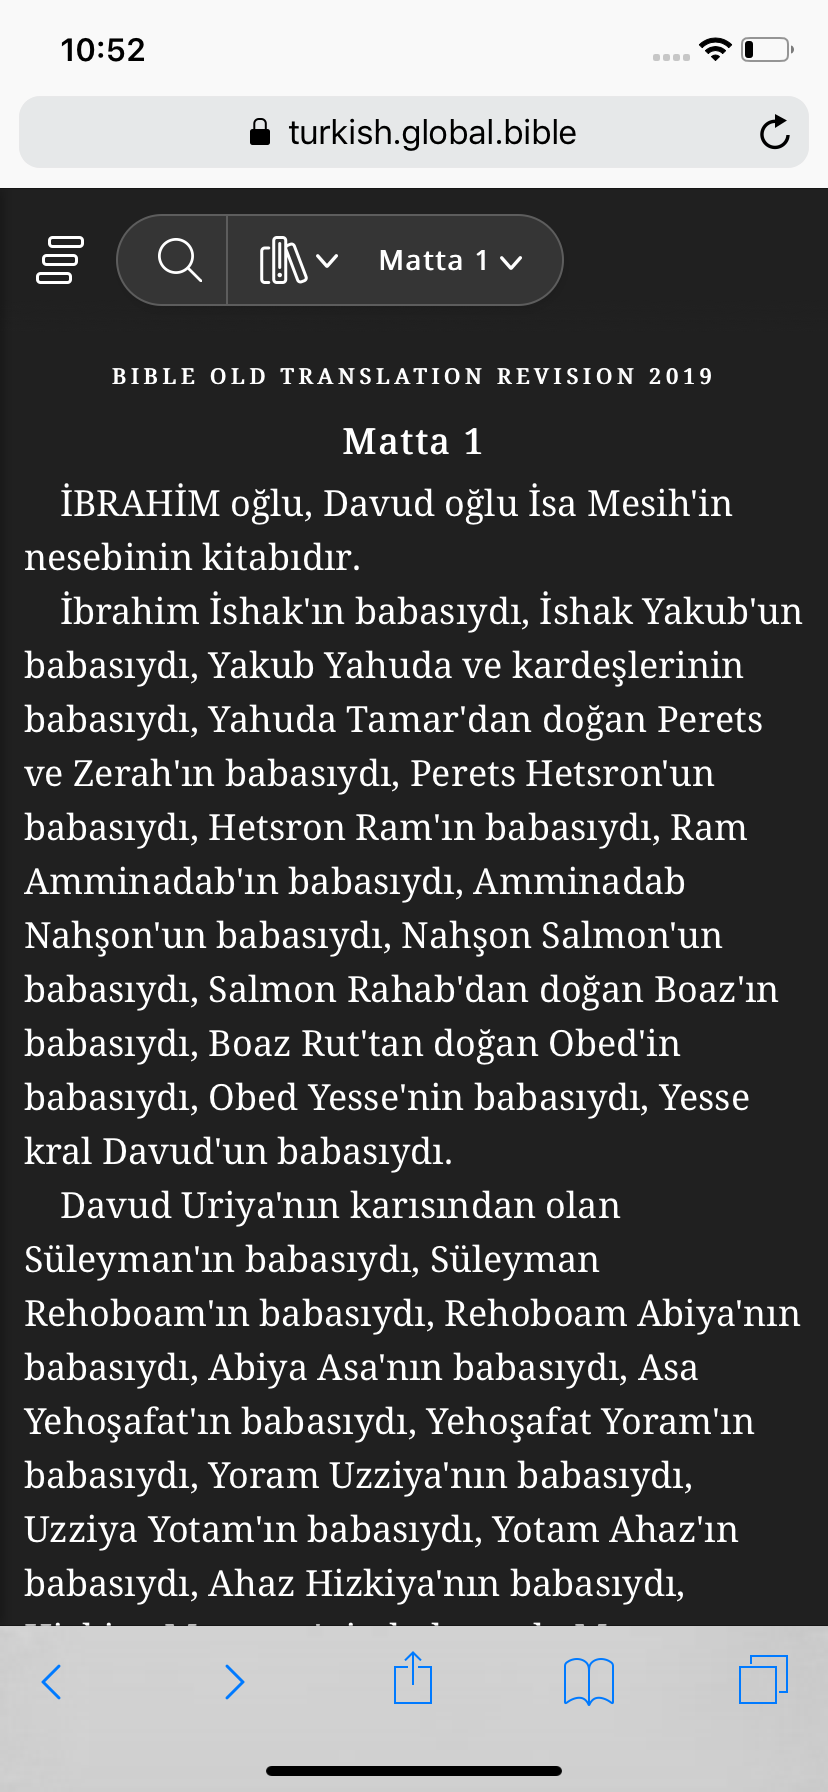 10:52
turkish.global.bible
Matta 1
BIBLE OLD TRANSLATION REVISION 2019
Matta 1
İBRAHİM oğlu, Davud oğlu İsa Mesih'in
nesebinin kitabıdır.
İbrahim İshak'ın babasıydı, İshak Yakub'un
babasıydı, Yakub Yahuda ve kardeşlerinin
babasıydı, Yahuda Tamar'dan doğan Perets
ve Zerah'ın babasıydı, Perets Hetsron'un
babasıydı, Hetsron Ram'ın babasıydı, Ram
Amminadab'ın babasıydı, Amminadab
Nahşon'un babasıydı, Nahşon Salmon'un
babasıydı, Salmon Rahab'dan doğan Boaz'ın
babasıydı, Boaz Rut'tan doğan Obed'in
babasıydı, Obed Yesse'nin babasıydı, Yesse
kral Davud'un babasıydı.
Davud Uriya'nın karısından olan
Süleyman'ın babasıydı, Süleyman
Rehoboam'ın babasıydı, Rehoboam Abiya'nın
babasıydı, Abiya Asa'nın babasıydı, Asa
Yehoşafat'ın babasıydı, Yehoşafat Yoram'ın
babasıydı, Yoram Uzziya'nın babasıydı,
Uzziya Yotam'ın babasıydı, Yotam Ahaz'ın
babasıydı, Ahaz Hizkiya'nın babasıydı,